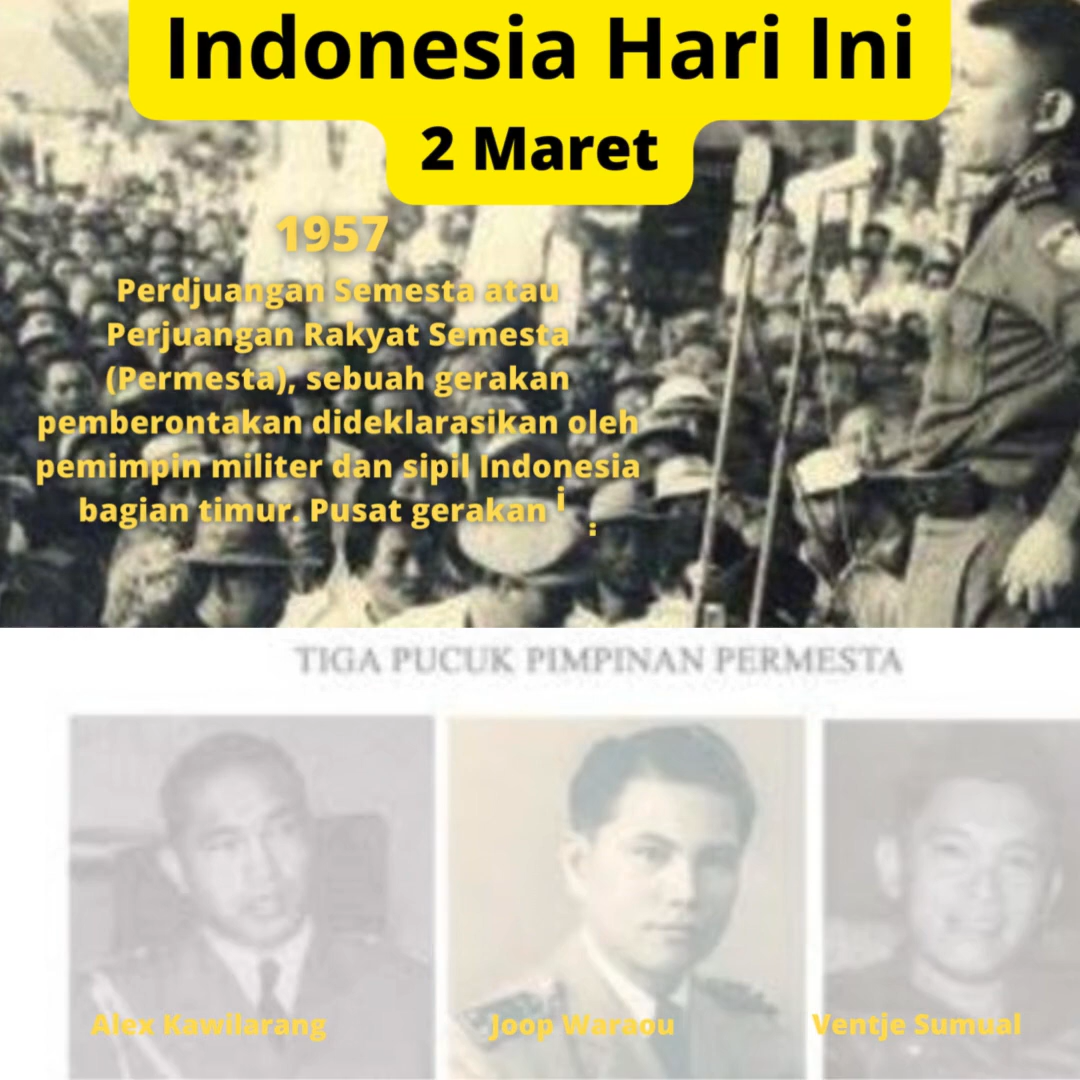 Indonesia Hari Ini
2 Maret
1957
Perdjuangan Semesta atau
Perjuangan Rakyat Semesta
(Permesta), sebuah gerakan
pemberontakan dideklarasikan oleh
pemimpin militer dan sipil Indonesia
bagian timur. Pusat gerakan i
TIGA PUCUK PIMPINAN PERMESTA
Alex Kawilarang
Joop Waraou
Ventje Sumual